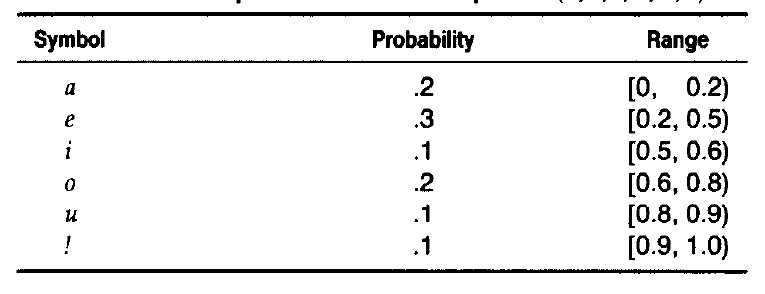 Symbol Probability Range
a .2 [0, 0.2)
e .3 [0.2, 0.5)
i .1 [0.5, 0.6)
o .2 [0.6, 0.8)
u .1 [0.8, 0.9)
! .1 [0.9, 1.0)